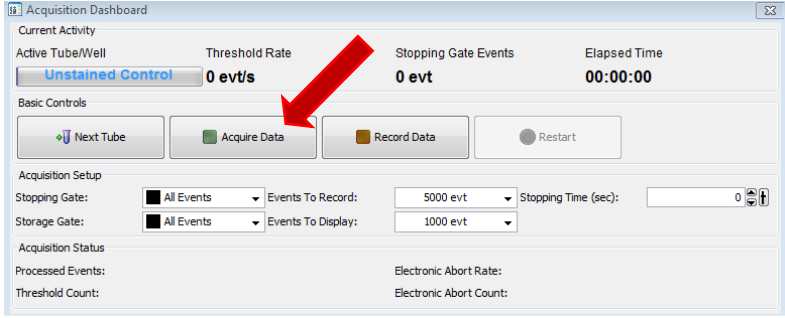 Acquisition Dashboard
Current Activity
Active Tube/Well Threshold Rate Stopping Gate Events Elapsed Time
Unstained Control 0 evt/s 0 evt 00:00:00
Basic Controls
Next Tube Acquire Data Record Data Restart
Acquisition Setup
Stopping Gate: All Events Events To Record: 5000 evt Stopping Time (sec): 0
Storage Gate: All Events Events To Display: 1000 evt
Acquisition Status
Processed Events: Electronic Abort Rate:
Threshold Count: Electronic Abort Count: